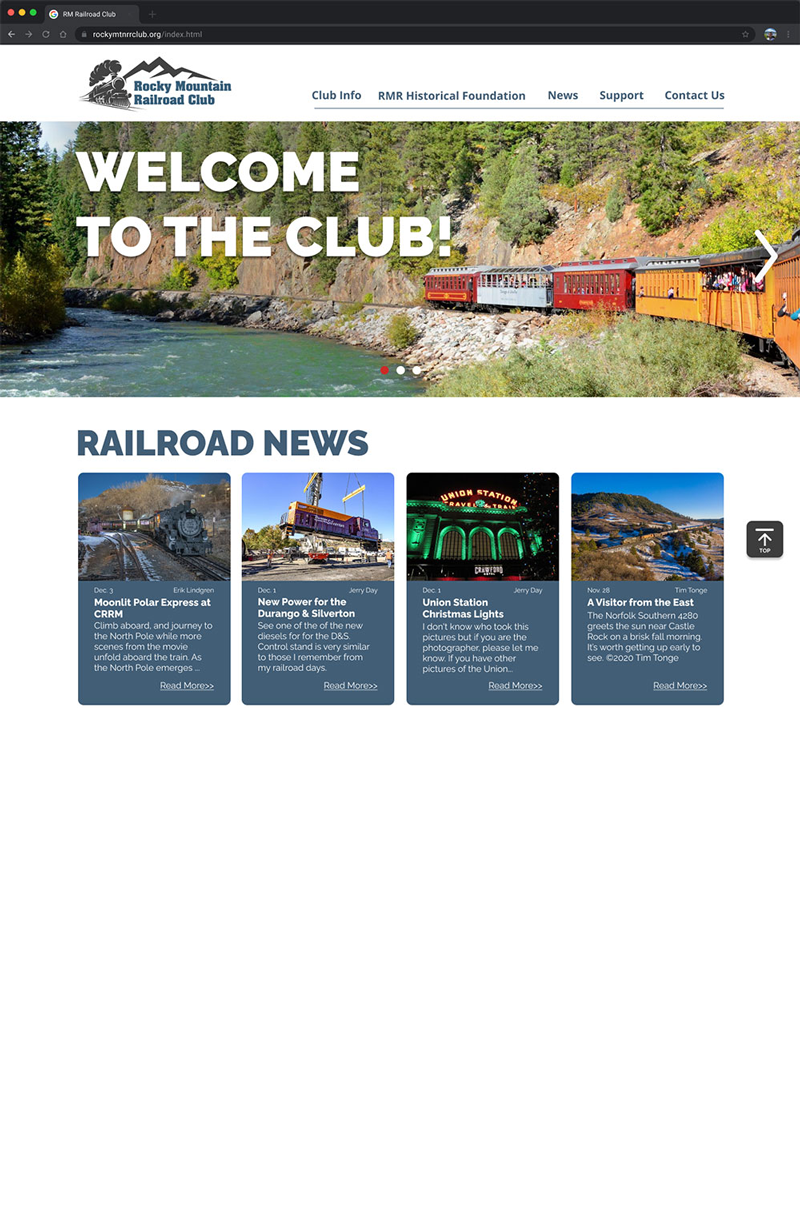 RM Railroad Club
rockymtnrrclub.org/index.html
Rocky Mountain
Railroad Club
Club Info RMR Historical Foundation News Support Contact Us
WELCOME
TO THE CLUB!
RAILROAD NEWS
UNION STATION
TRAVEL by TRAIN
CRAWFORD
Dec. 3 Erik Lindgren
Moonlit Polar Express at
CRRM
Climb aboard, and journey to
the North Pole while more
scenes from the movie
unfold aboard the train. As
the North Pole emerges ...
Read More>>
Dec. 1 Jerry Day
New Power for the
Durango & Silverton
See one of the of the new
diesels for for the D&S.
Control stand is very similar
to those I remember from
my railroad days.
Read More>>
Dec. 1 Jerry Day
Union Station
Christmas Lights
I don't know who took this
pictures but if you are the
photographer, please let me
know. If you have other
pictures of the Union...
Read More>>
Nov. 28 Tim Tonge
A Visitor from the East
The Norfolk Southern 4280
greets the sun near Castle
Rock on a brisk fall morning.
It's worth getting up early to
see. ©2020 Tim Tonge
Read More>>
TOP